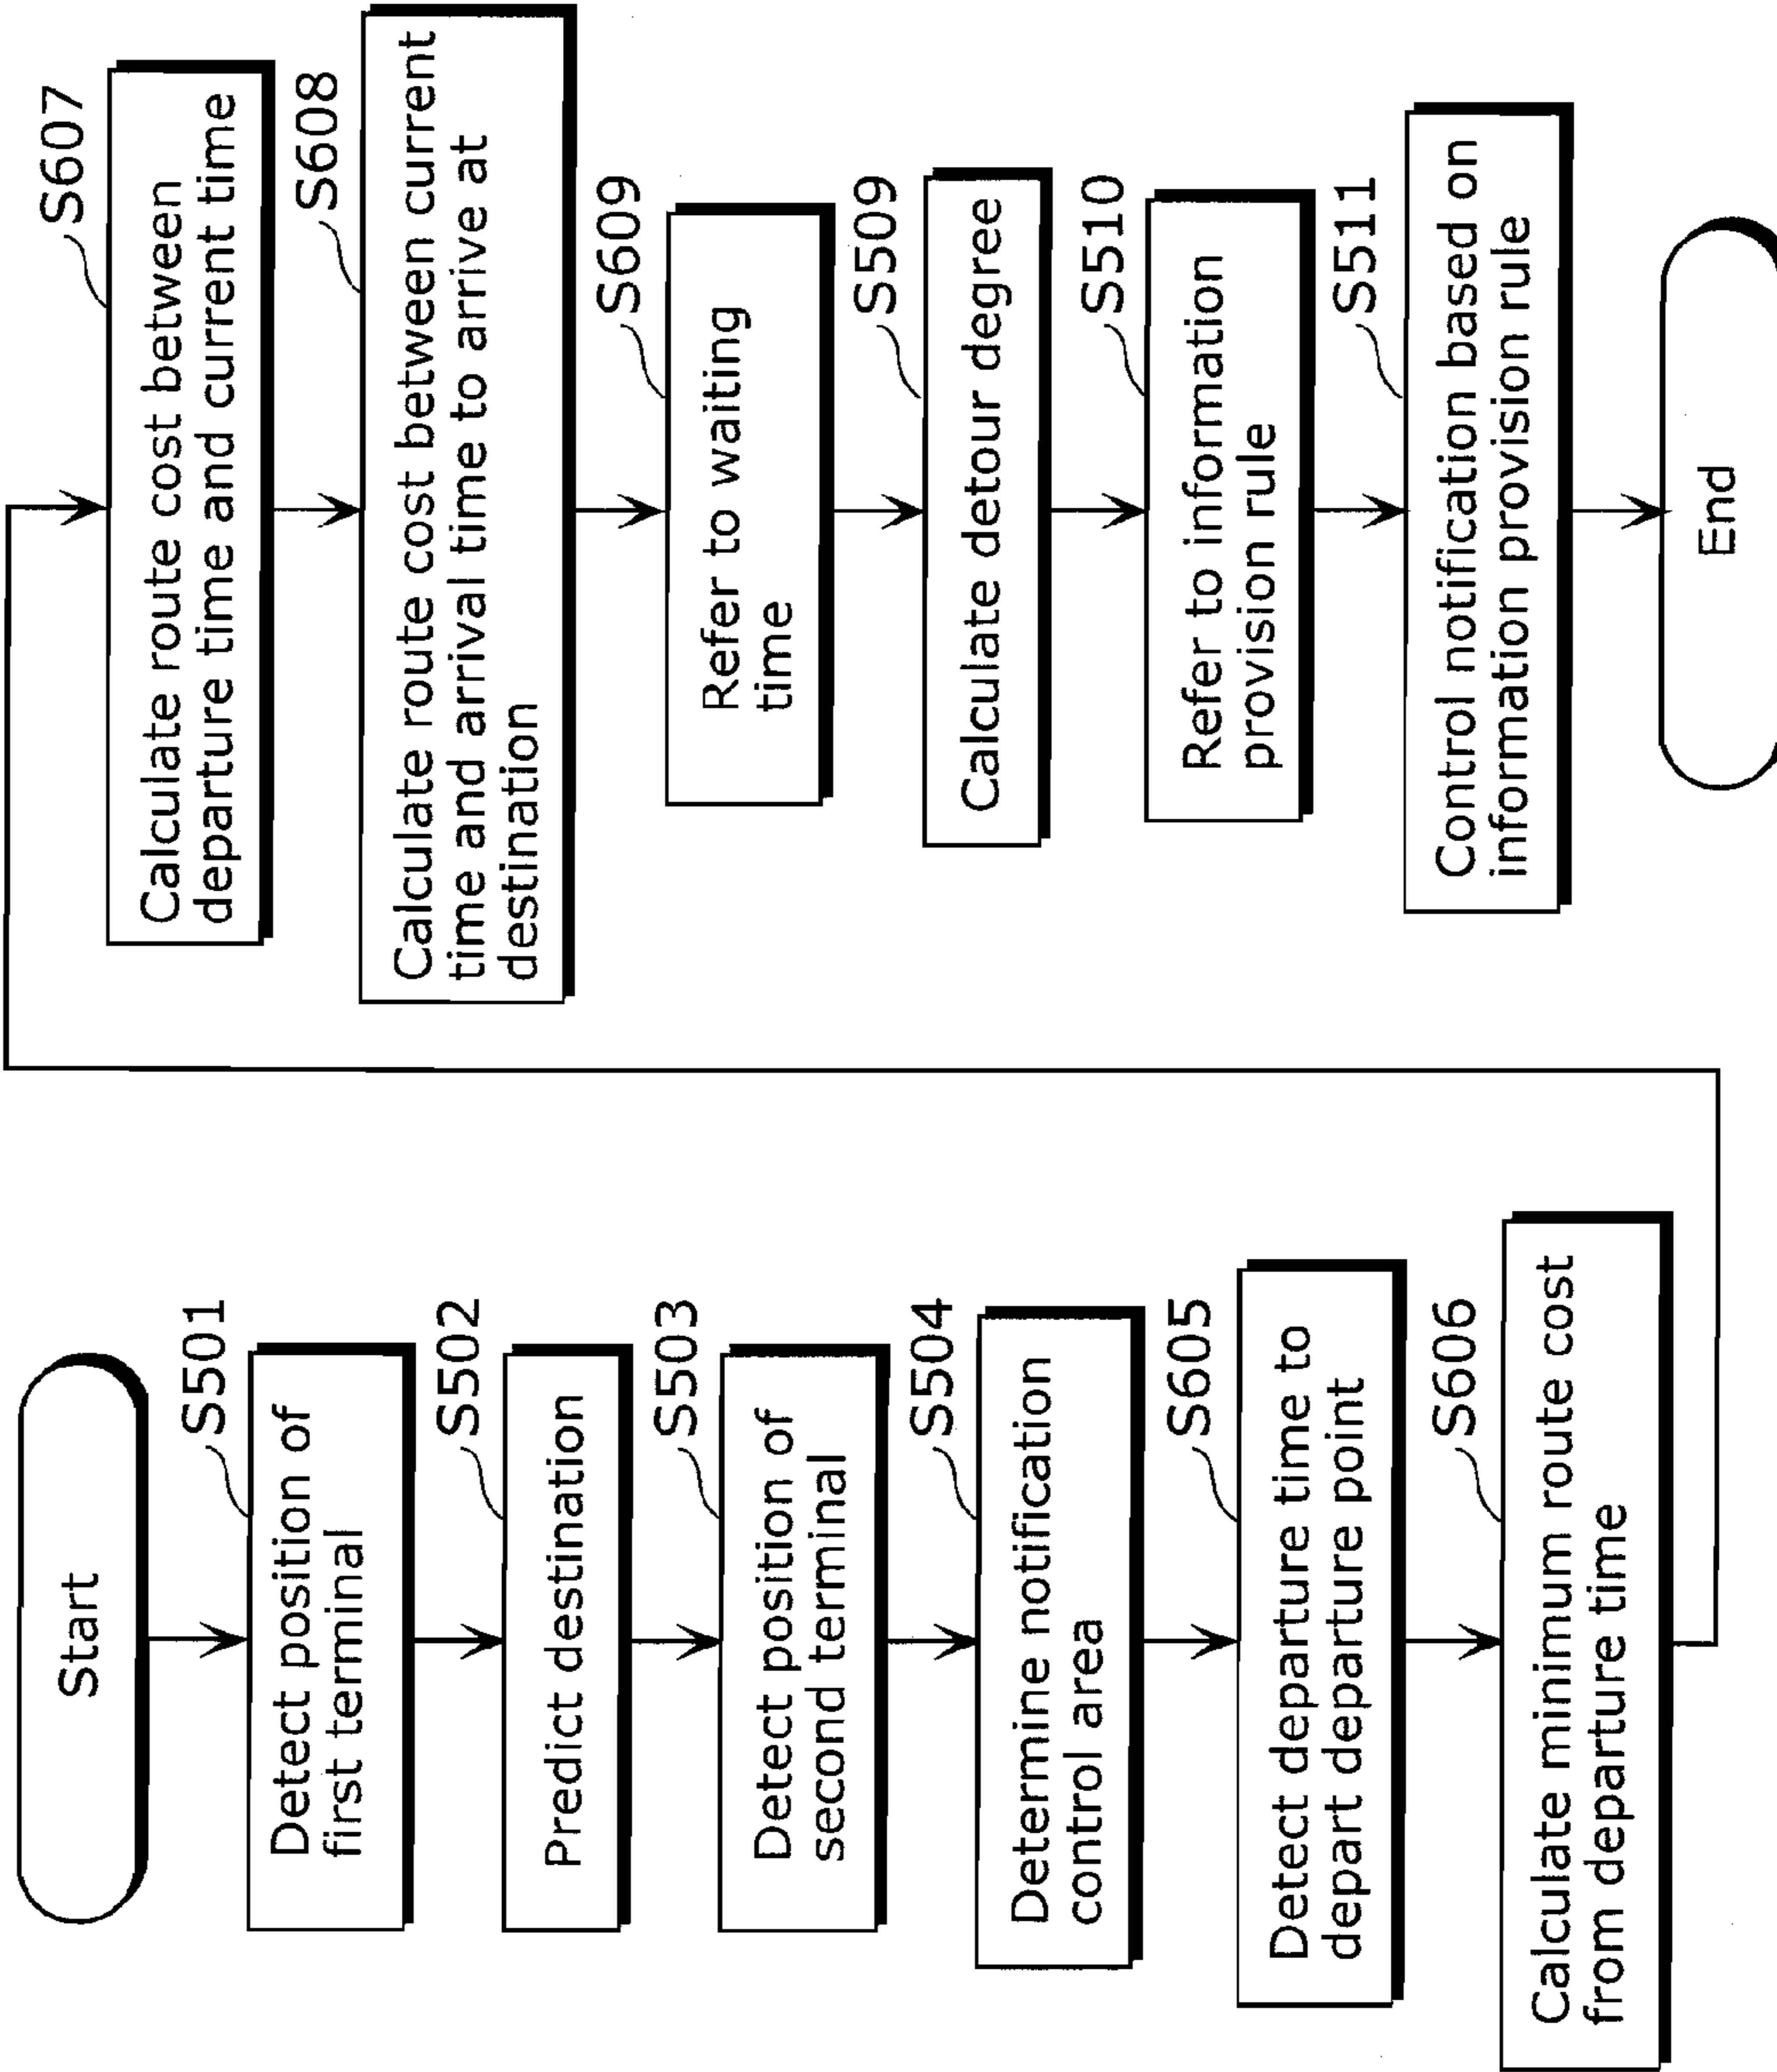 Start
S501
Detect position of
first terminal
S502
Predict destination
S503
Detect position of
second terminal
S504
Determine notification
control area
S605
Detect departure time to
depart departure point
S606
Calculate minimum route cost
from departure time
S607
Calculate route cost between
departure time and current time
S608
Calculate route cost between current
time and arrival time to arrive at
destination
S609
Refer to waiting
time
S509
Calculate detour degree
S510
Refer to information
provision rule
S511
Control notification based on
information provision rule
End